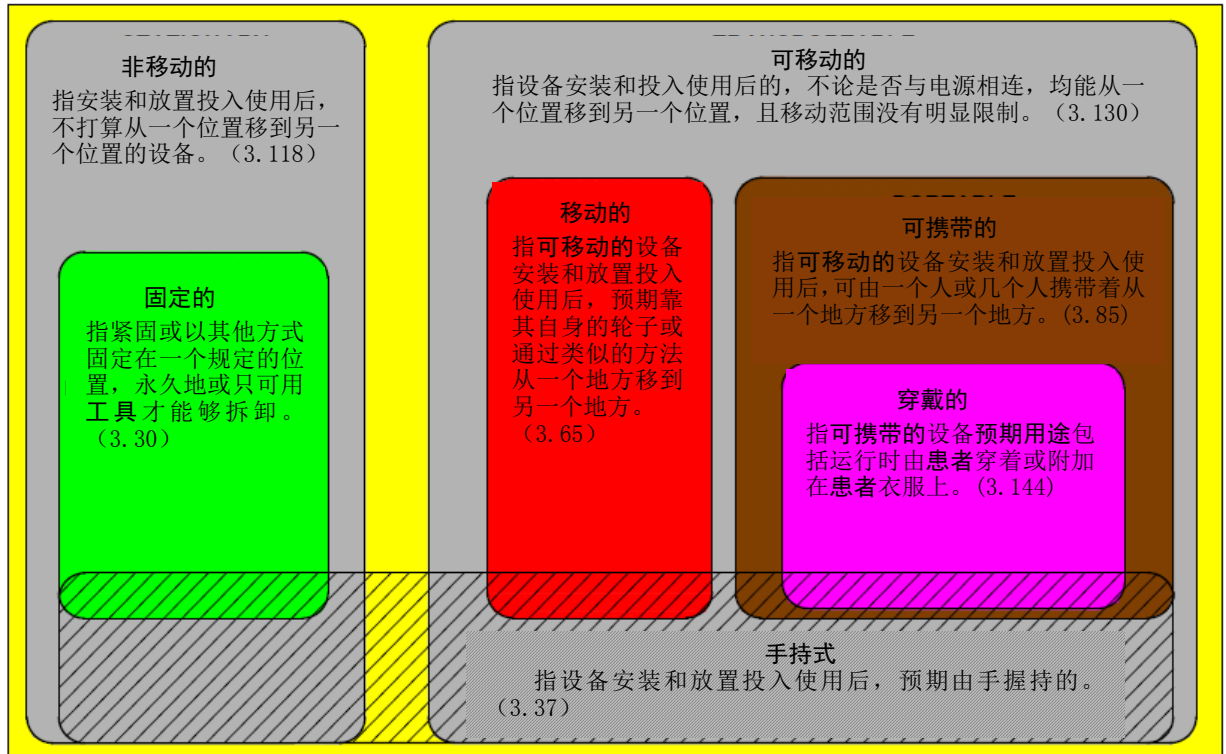 非移动的
指安装和放置投入使用后，
不打算从一个位置移到另一
个位置的设备。（3.118）
固定的
指紧固或以其他方式
固定在一个规定的位
置，永久地或只可用
工具才能够拆卸。
（3.30）
可移动的
指设备安装和投入使用后的，不论是否与电源相连，均能从一
个位置移到另一个位置，且移动范围没有明显限制。（3.130）
移动的
指可移动的设备
安装和放置投入
使用后，预期靠
其自身的轮子或
通过类似的方法
从一个地方移到
另一个地方。
（3.65）
可携带的
指可移动的设备安装和放置投入使
用后,可由一个人或几个人携带着从
一个地方移到另一个地方。(3.85)
穿戴的
指可携带的设备预期用途包
括运行时由患者穿着或附加
在患者衣服上。(3.144)
手持式
指设备安装和放置投入使用后，预期由手握持的。
（3.37）